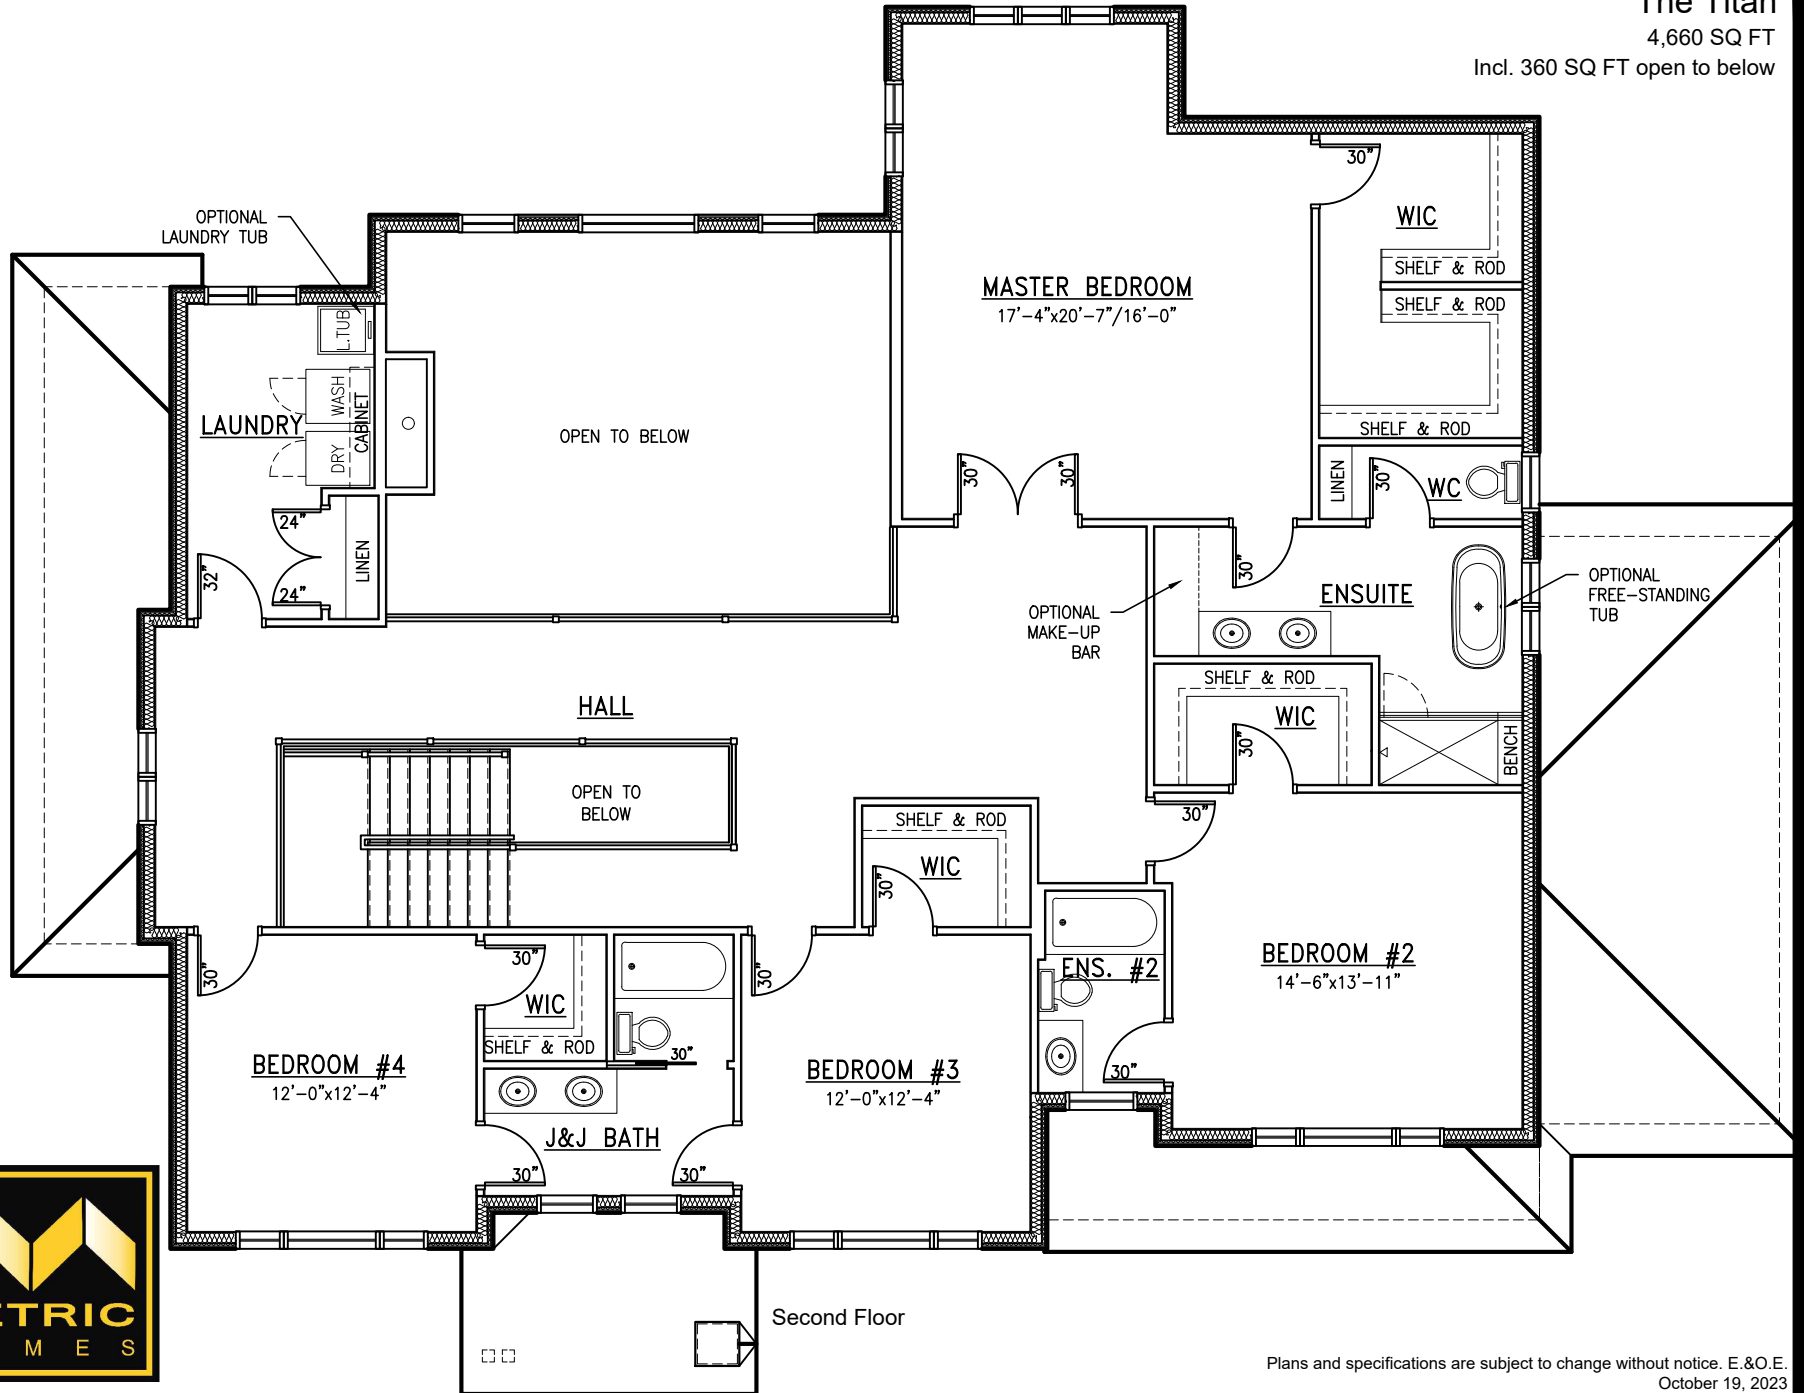 The Titan
4,660 SQ FT
Incl. 360 SQ FT open to below
OPTIONAL
LAUNDRY TUB
L.TUB
WASH
DRY
CABINET
LAUNDRY
24"
24"
LINEN
32"
OPEN TO BELOW
MASTER BEDROOM
17'-4"x20'-7"/16'-0"
30"
30"
30"
WIC
SHELF & ROD
SHELF & ROD
SHELF & ROD
LINEN
30"
WC
30"
ENSUITE
OPTIONAL
MAKE-UP
BAR
OPTIONAL
FREE-STANDING
TUB
SHELF & ROD
WIC
30"
BENCH
HALL
OPEN TO
BELOW
SHELF & ROD
WIC
30"
30"
BEDROOM #2
14'-6"x13'-11"
ENS. #2
30"
30"
BEDROOM #4
12'-0"x12'-4"
30"
WIC
SHELF & ROD
30"
J&J BATH
30"
30"
30"
BEDROOM #3
12'-0"x12'-4"
ETRIC
M E S
Second Floor
Plans and specifications are subject to change without notice. E.&O.E.
October 19, 2023